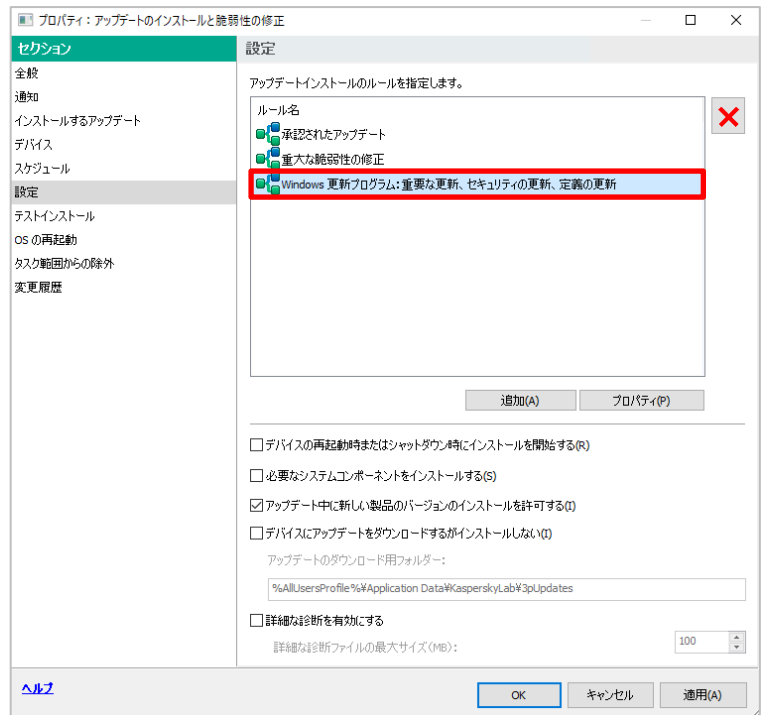 プロパティ：アップデートのインストールと脆弱性の修正
セクション
全般
通知
インストールするアップデート
デバイス
スケジュール
設定
テストインストール
OS の再起動
タスク範囲からの除外
変更履歴
設定
アップデートインストールのルールを指定します。
ルール名
承認されたアップデート
重大な脆弱性の修正
Windows 更新プログラム：重要な更新、セキュリティの更新、定義の更新
追加(A)
プロパティ(P)
デバイスの再起動時またはシャットダウン時にインストールを開始する(R)
必要なシステムコンポーネントをインストールする(S)
アップデート中に新しい製品のバージョンのインストールを許可する(I)
デバイスにアップデートをダウンロードするがインストールしない(I)
アップデートのダウンロード用フォルダー：
%AllUsersProfile%¥Application Data¥KasperskyLab¥3pUpdates
詳細な診断を有効にする
詳細な診断ファイルの最大サイズ(MB)：
100
ヘルプ
OK
キャンセル
適用(A)